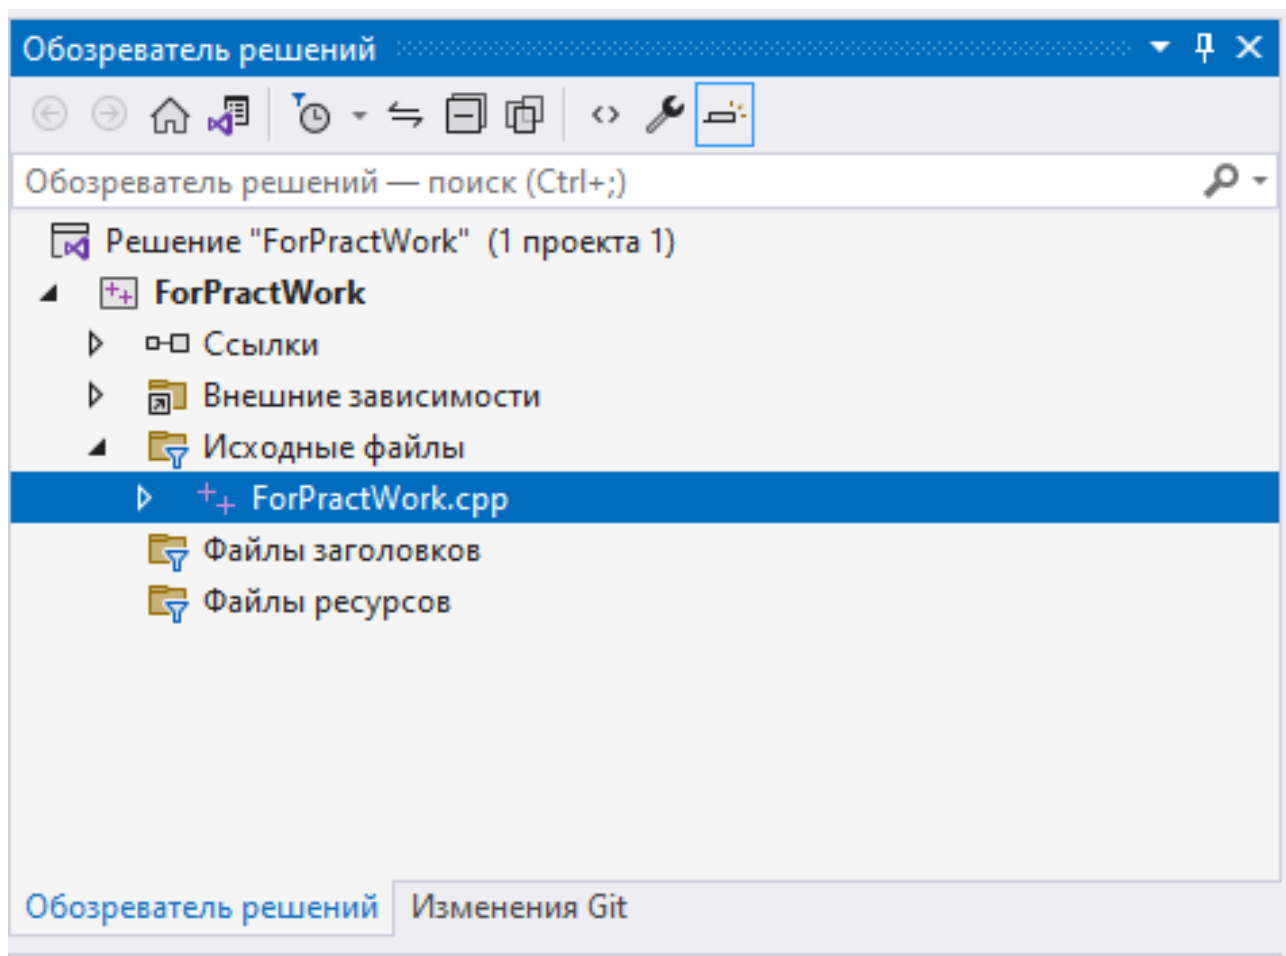 Обозреватель решений
Обозреватель решений — поиск (Ctrl+;)
Решение "ForPractWork" (1 проекта 1)
ForPractWork
Ссылки
Внешние зависимости
Исходные файлы
ForPractWork.cpp
Файлы заголовков
Файлы ресурсов
Обозреватель решений Изменения Git